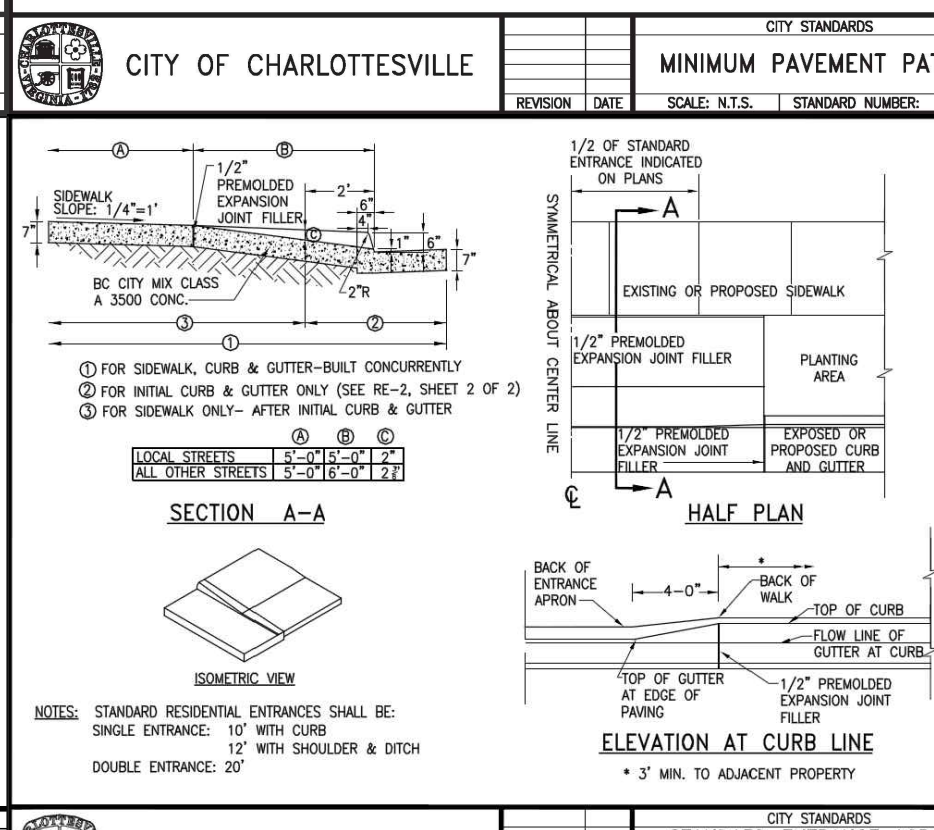 CHARLOTTESVILLE
VIRGINIA-1762
CITY OF CHARLOTTESVILLE
REVISION DATE
CITY STANDARDS
MINIMUM PAVEMENT
SCALE: N.T.S. STANDARD NUMBER:
A
B
SIDEWALK
SLOPE: 1/4"=1'
1/2"
PREMOLDED
EXPANSION
JOINT FILLER
2'
6"
4"
C
1"
6"
7"
7"
BC CITY MIX CLASS
A 3500 CONC.
2"R
3
2
1
1 FOR SIDEWALK, CURB & GUTTER-BUILT CONCURRENTLY
2 FOR INITIAL CURB & GUTTER ONLY (SEE RE-2, SHEET 2 OF 2)
3 FOR SIDEWALK ONLY- AFTER INITIAL CURB & GUTTER
A B C
LOCAL STREETS 5'-0" 5'-0" 2"
ALL OTHER STREETS 5'-0" 6'-0"
SECTION A-A
ISOMETRIC VIEW
NOTES: STANDARD RESIDENTIAL ENTRANCES SHALL BE:
SINGLE ENTRANCE: 10' WITH CURB
12' WITH SHOULDER & DITCH
DOUBLE ENTRANCE: 20'
1/2 OF STANDARD
ENTRANCE INDICATED
ON PLANS
SYMMETRICAL ABOUT CENTER LINE
A
EXISTING OR PROPOSED SIDEWALK
1/2" PREMOLDED
EXPANSION JOINT FILLER
PLANTING
AREA
1/2" PREMOLDED
EXPANSION JOINT
FILLER
EXPOSED OR
PROPOSED CURB
AND GUTTER
A
HALF PLAN
BACK OF
ENTRANCE
APRON
4-0"
*
BACK OF
WALK
TOP OF CURB
FLOW LINE OF
GUTTER AT CURB
TOP OF GUTTER
AT EDGE OF
PAVING
1/2" PREMOLDED
EXPANSION JOINT
FILLER
ELEVATION AT CURB LINE
* 3' MIN. TO ADJACENT PROPERTY
CITY STANDARDS